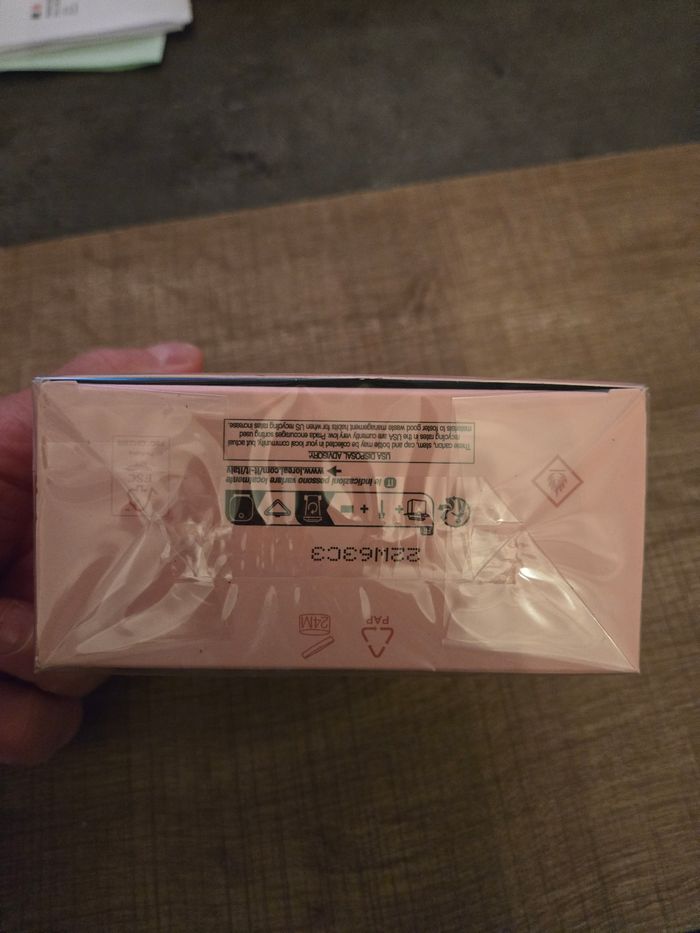 PAP
24M
22W63C3
IT le indicazioni possono variare localmente
www.loreal.com/it-it/italy
USA DISPOSAL ADVISORY:
These carton, stem, cap and bottle may be collected in your local community, but actual
recycling rates in the USA are currently very low. Prada encourages sorting used
materials to foster good waste management habits for when US recycling rates increase.
FSC